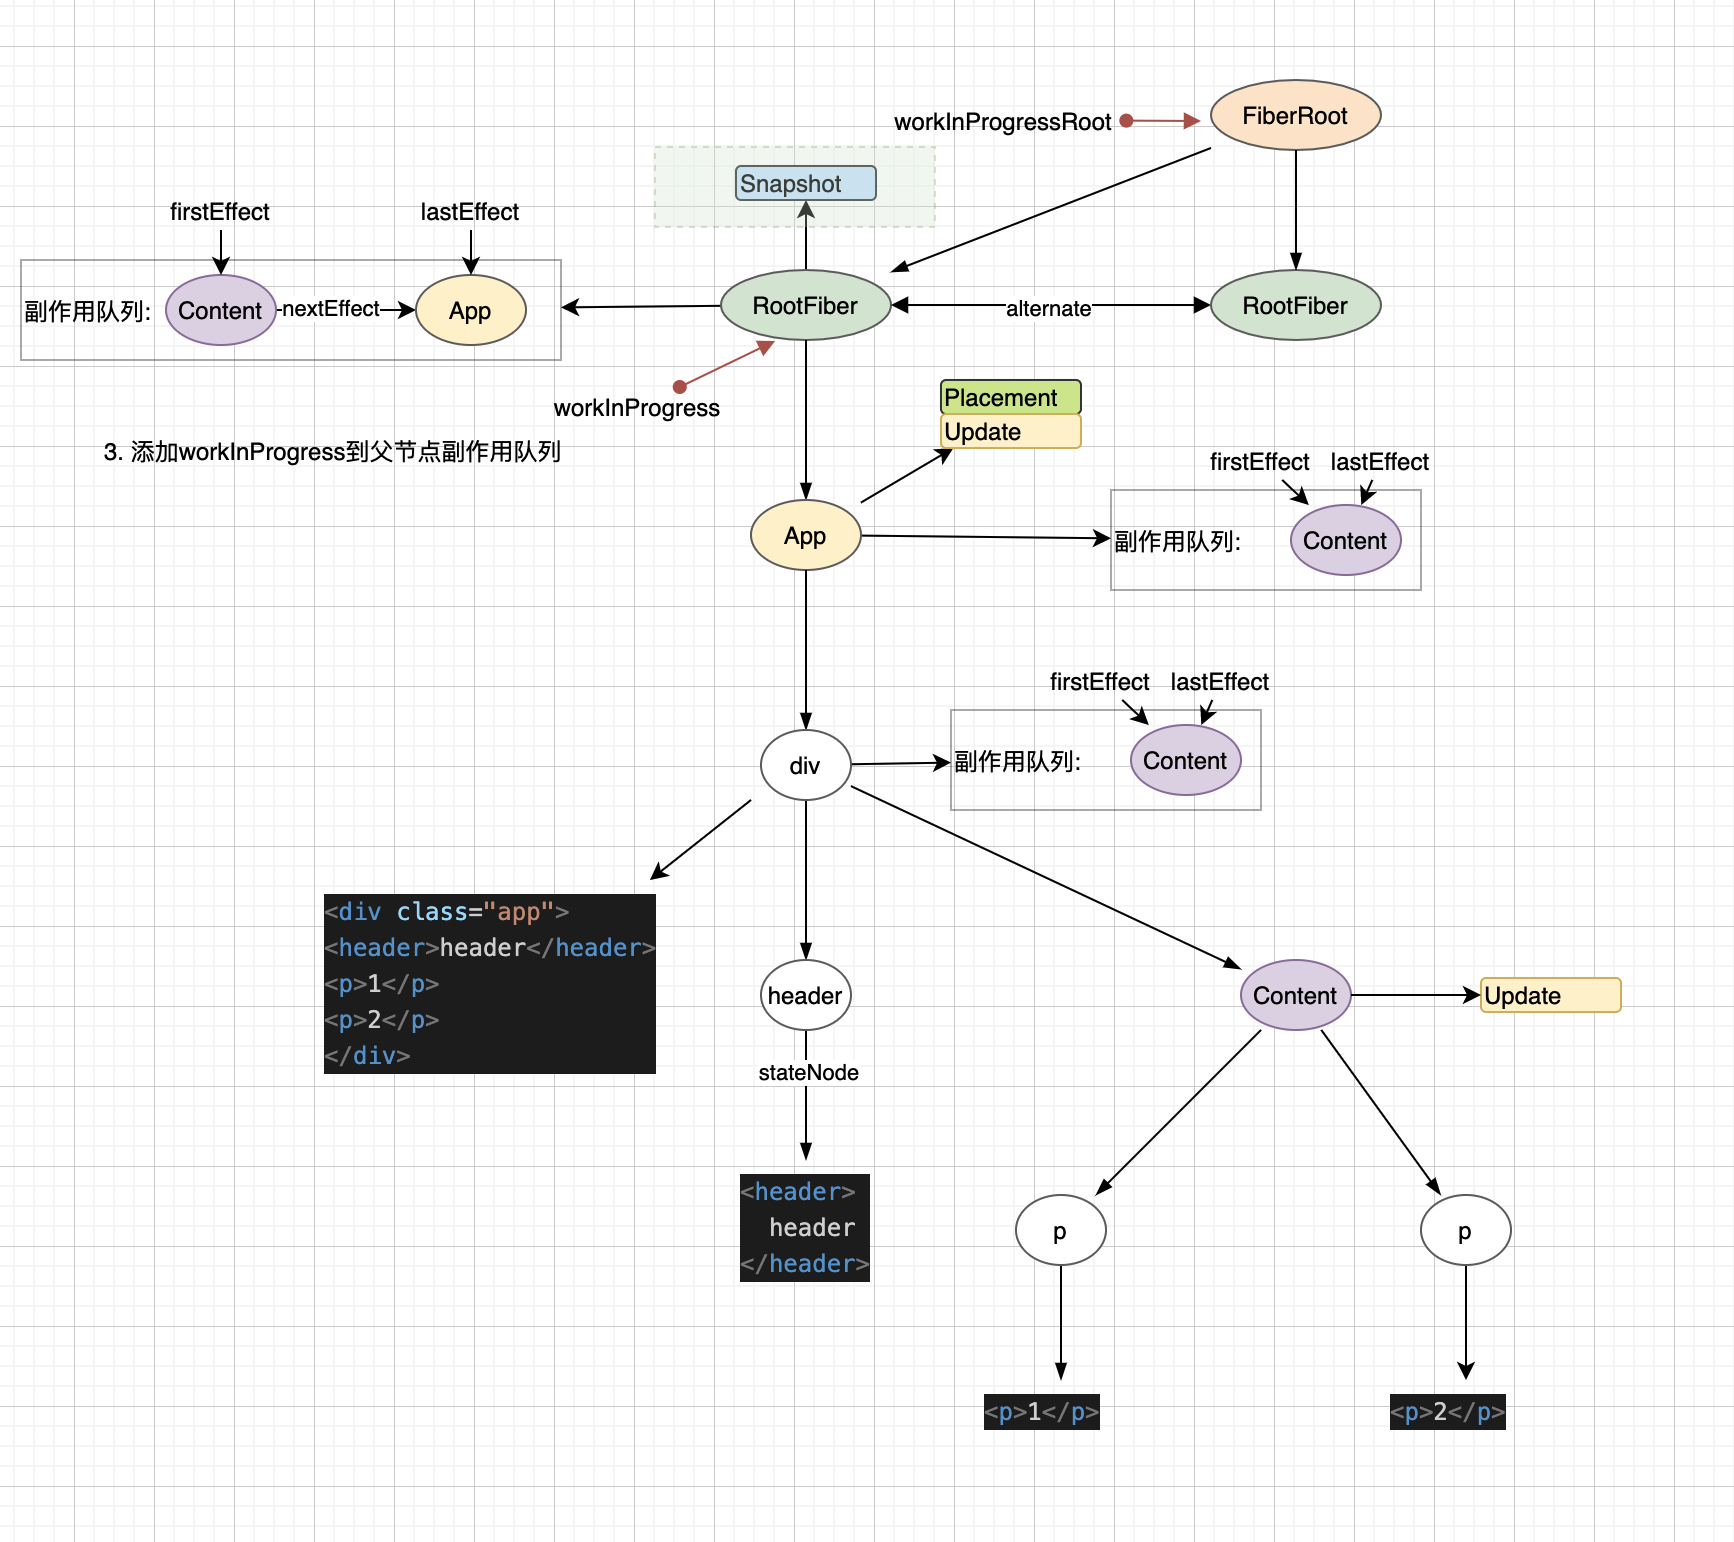 FiberRoot
workInProgressRoot
Snapshot
firstEffect
lastEffect
副作用队列:
Content
nextEffect
App
RootFiber
alternate
RootFiber
workInProgress
3. 添加workInProgress到父节点副作用队列
Placement
Update
firstEffect
lastEffect
App
副作用队列:
Content
firstEffect
lastEffect
div
副作用队列:
Content
<div class="app">
<header>header</header>
<p>1</p>
<p>2</p>
</div>
header
Content
Update
stateNode
<header>
header
</header>
p
p
<p>1</p>
<p>2</p>